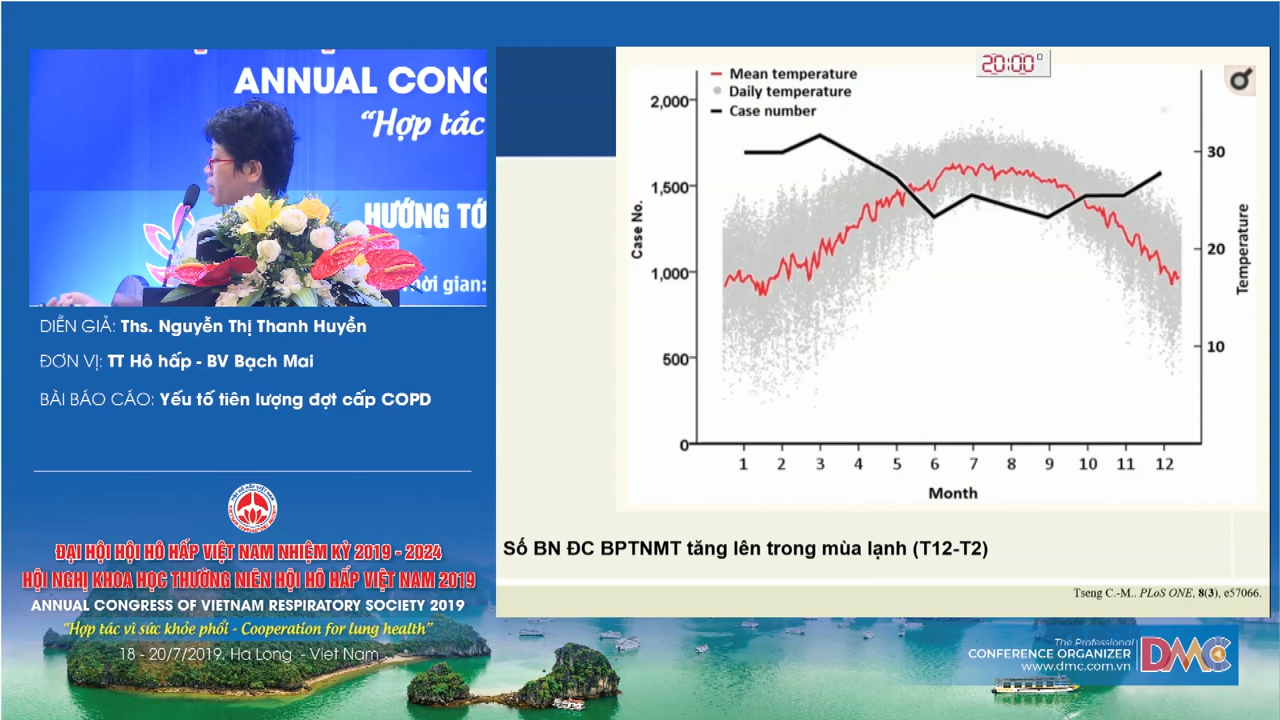 ANNUAL CONG
“Hợp tác
HƯỚNG TỚ
hời gian:
DIỄN GIẢ: Ths. Nguyễn Thị Thanh Huyền
ĐƠN VỊ: TT Hô hấp - BV Bạch Mai
BÀI BÁO CÁO: Yếu tố tiên lượng đợt cấp COPD
ĐẠI HỘI HỘI HÔ HẤP VIỆT NAM NHIỆM KỲ 2019 - 2024
HỘI NGHỊ KHOA HỌC THƯỜNG NIÊN HỘI HÔ HẤP VIỆT NAM 2019
ANNUAL CONGRESS OF VIETNAM RESPIRATORY SOCIETY 2019
“Hợp tác vì sức khỏe phổi - Cooperation for lung health”
18 - 20/7/2019. Ha Long - Viet Nam
20:00
Mean temperature
Daily temperature
Case number
Case No.
2,000
1,500
1,000
500
0
30
20
10
Temperature
1 2 3 4 5 6 7 8 9 10 11 12
Month
Số BN ĐC BPTNMT tăng lên trong mùa lạnh (T12-T2)
Tseng C.-M.. PLoS ONE, 8(3), e57066.
The Professional
CONFERENCE ORGANIZER
www.dmc.com.vn
DMC